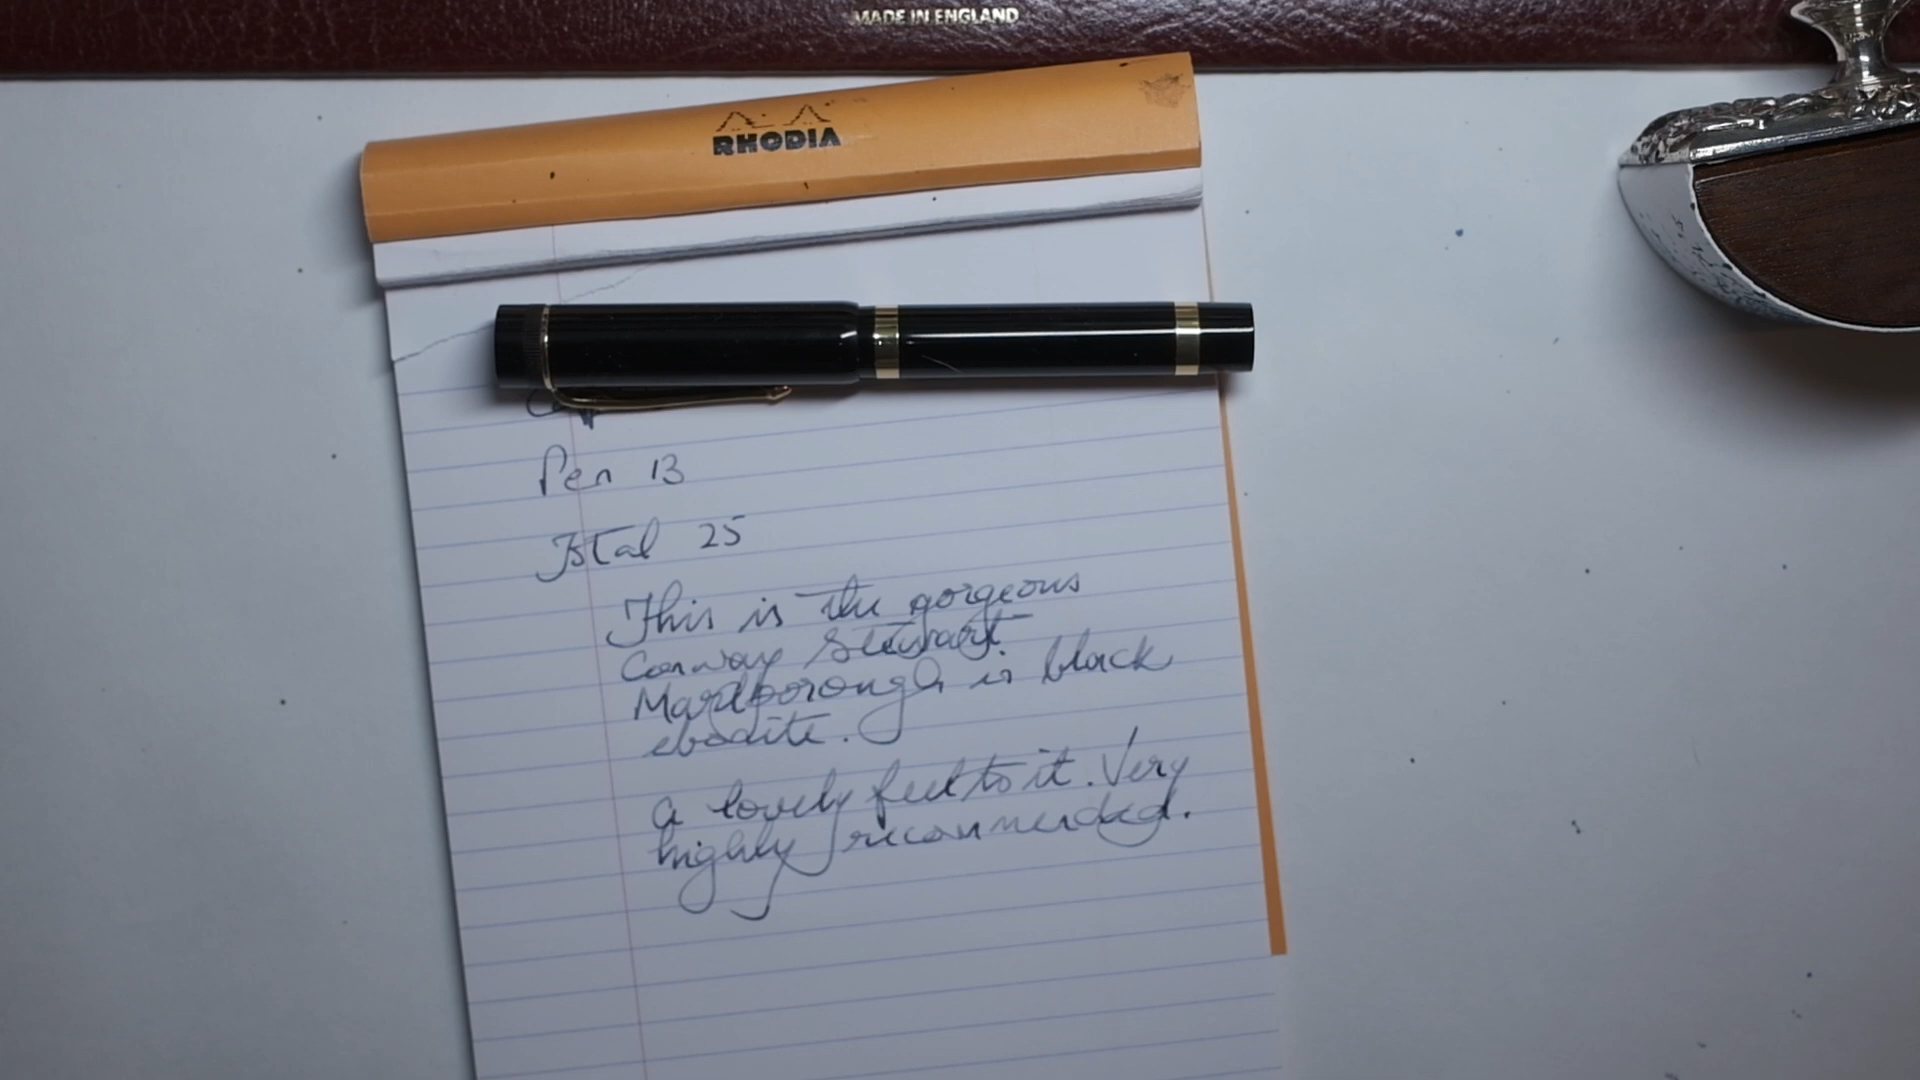 MADE IN ENGLAND
RHODIA
Pen 13
Total 25
This is the gorgeous
Conway Stewart
Marlborough in black
ebonite.
A lovely feel to it. Very
highly recommended.